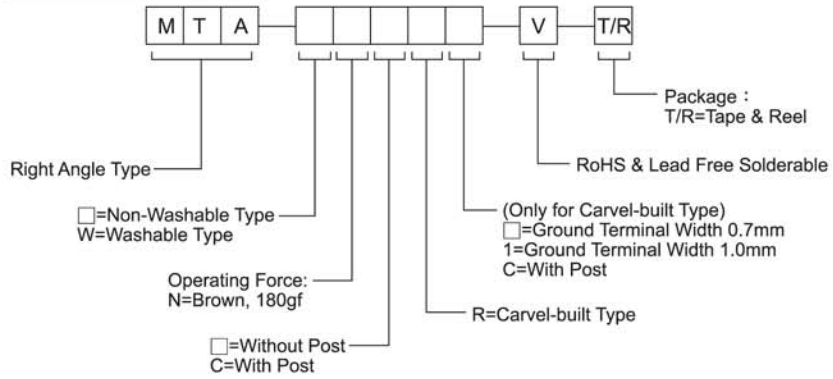 M T A V T/R
Package：
T/R=Tape & Reel
Right Angle Type
RoHS & Lead Free Solderable
□=Non-Washable Type
W=Washable Type
(Only for Carvel-built Type)
□=Ground Terminal Width 0.7mm
1=Ground Terminal Width 1.0mm
C=With Post
Operating Force:
N=Brown, 180gf
R=Carvel-built Type
□=Without Post
C=With Post